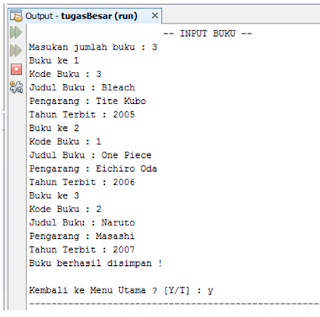 Output - tugasBesar (run)
-- INPUT BUKU --
Masukan jumlah buku : 3
Buku ke 1
Kode Buku : 3
Judul Buku : Bleach
Pengarang : Tite Kubo
Tahun Terbit : 2005
Buku ke 2
Kode Buku : 1
Judul Buku : One Piece
Pengarang : Eichiro Oda
Tahun Terbit : 2006
Buku ke 3
Kode Buku : 2
Judul Buku : Naruto
Pengarang : Masashi
Tahun Terbit : 2007
Buku berhasil disimpan !
Kembali ke Menu Utama ? [Y/T] : y